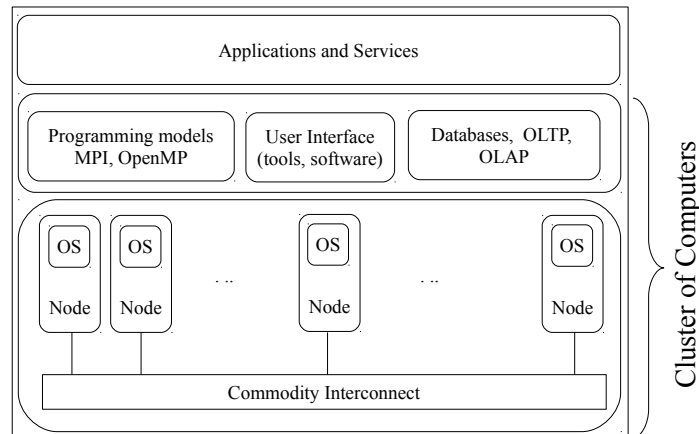 Applications and Services
Programming models
MPI, OpenMP
User Interface
(tools, software)
Databases, OLTP,
OLAP
OS
OS
OS
OS
. ..
. ..
Node
Node
Node
Node
Commodity Interconnect
Cluster of Computers